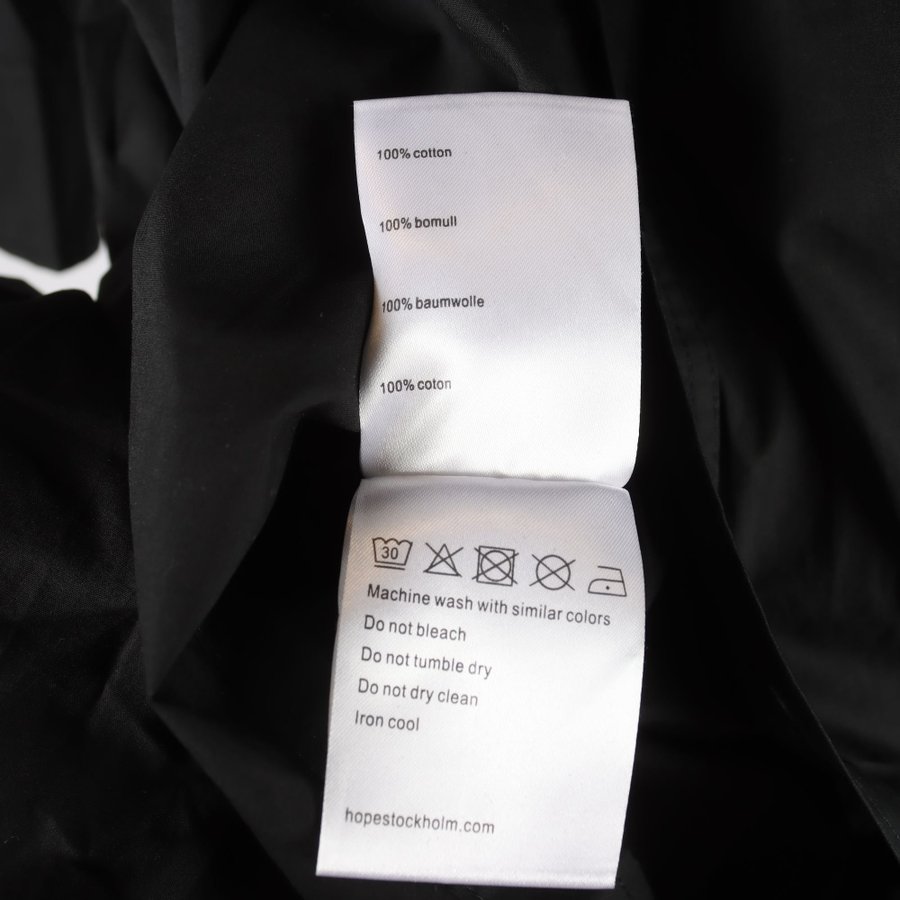 100% cotton
100% bomull
100% baumwolle
100% coton
30
Machine wash with similar colors
Do not bleach
Do not tumble dry
Do not dry clean
Iron cool
hopestockholm.com